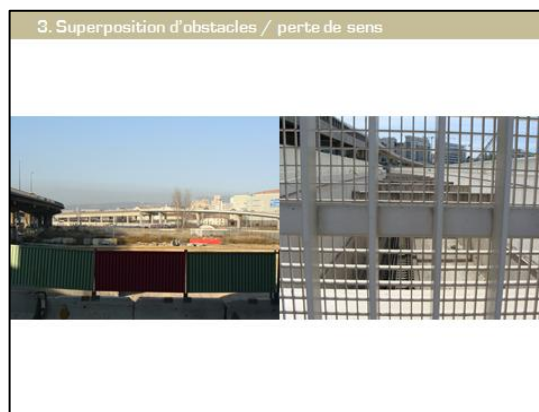 3. Superposition d'obstacles / perte de sens